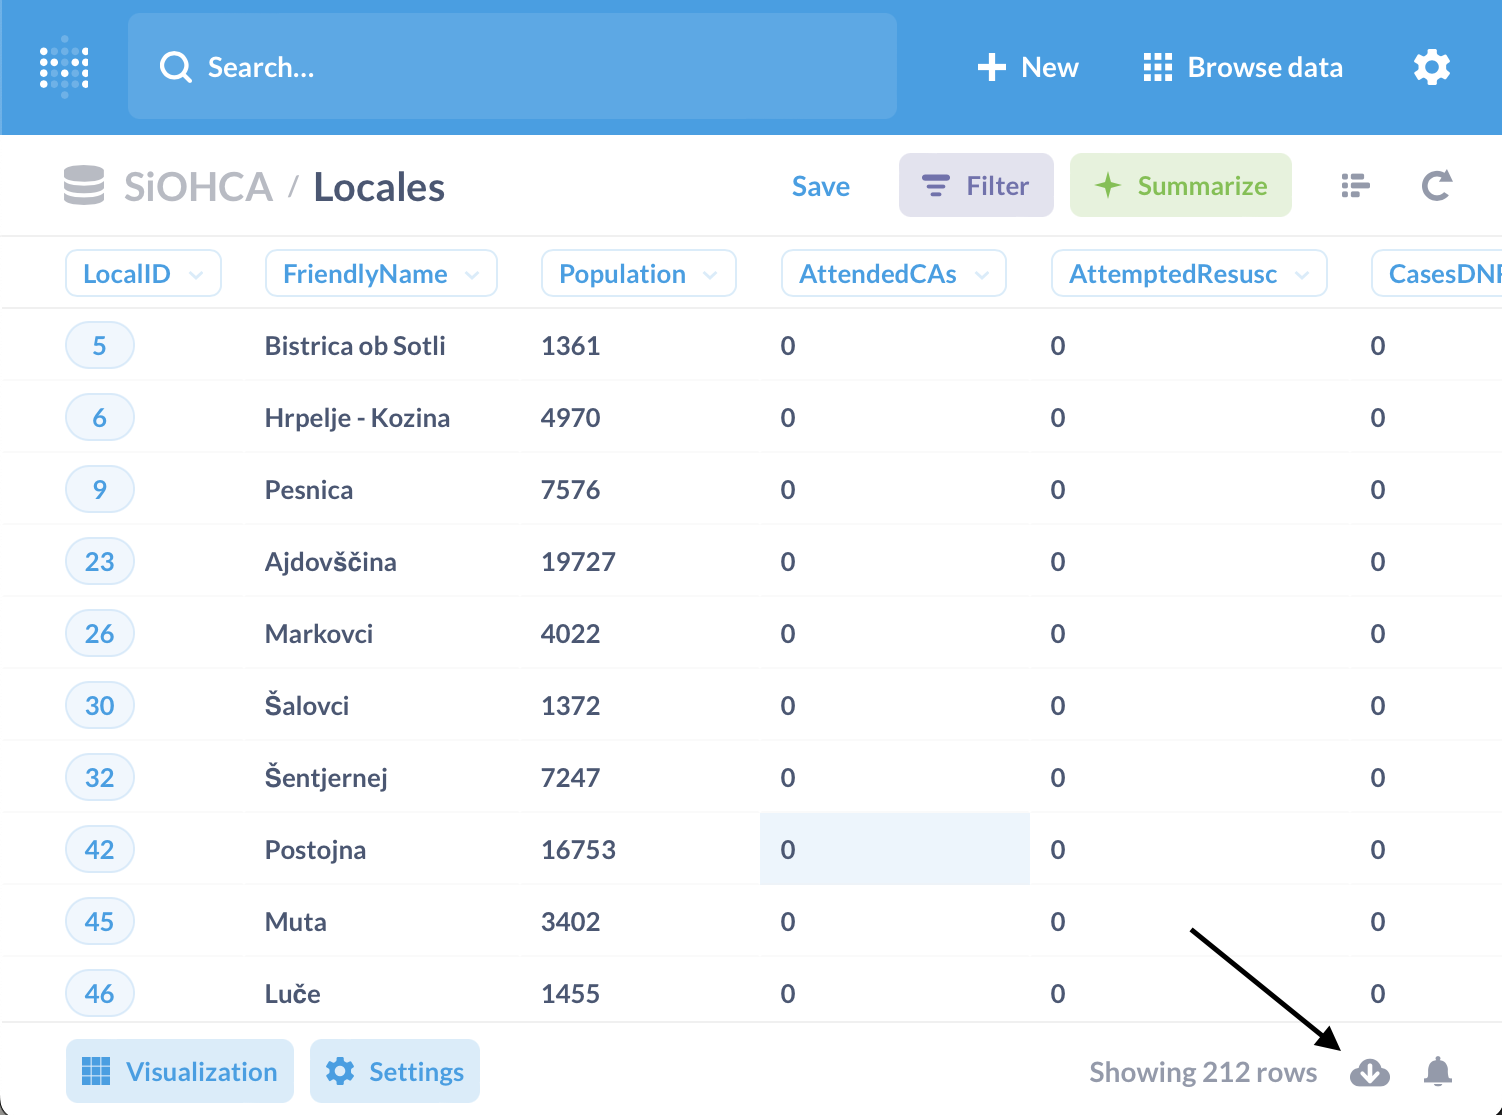 Search...
New
Browse data
SiOHCA / Locales
Save
Filter
Summarize
LocalID FriendlyName Population AttendedCAs AttemptedResusc
5 Bistrica ob Sotli 1361 0 0 0
6 Hrpelje - Kozina 4970 0 0 0
9 Pesnica 7576 0 0 0
23 Ajdovščina 19727 0 0 0
26 Markovci 4022 0 0 0
30 Šalovci 1372 0 0 0
32 Šentjernej 7247 0 0 0
42 Postojna 16753 0 0 0
45 Muta 3402 0 0 0
46 Luče 1455 0 0 0
Visualization
Settings
Showing 212 rows